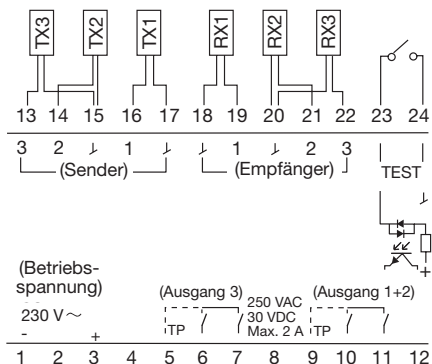 TX3 TX2 TX1 RX1 RX2 RX3
13 14 15 16 17 18 19 20 21 22 23 24
3 2 1 1 2 3
(Sender) (Empfänger) TEST
+
(Betriebs-
spannung)
230 V~
- +
(Ausgang 3)
TP
250 VAC
30 VDC
Max. 2 A
(Ausgang 1+2)
TP
1 2 3 4 5 6 7 8 9 10 11 12